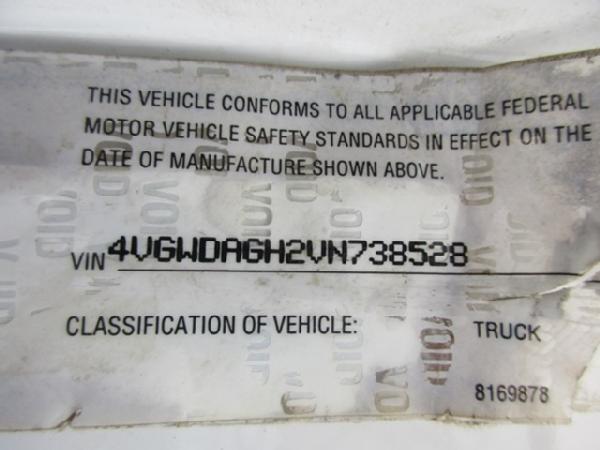 THIS VEHICLE CONFORMS TO ALL APPLICABLE FEDERAL
MOTOR VEHICLE SAFETY STANDARDS IN EFFECT ON THE
DATE OF MANUFACTURE SHOWN ABOVE.
VIN 4VGWDAGH2VN738528
CLASSIFICATION OF VEHICLE: TRUCK
8169878